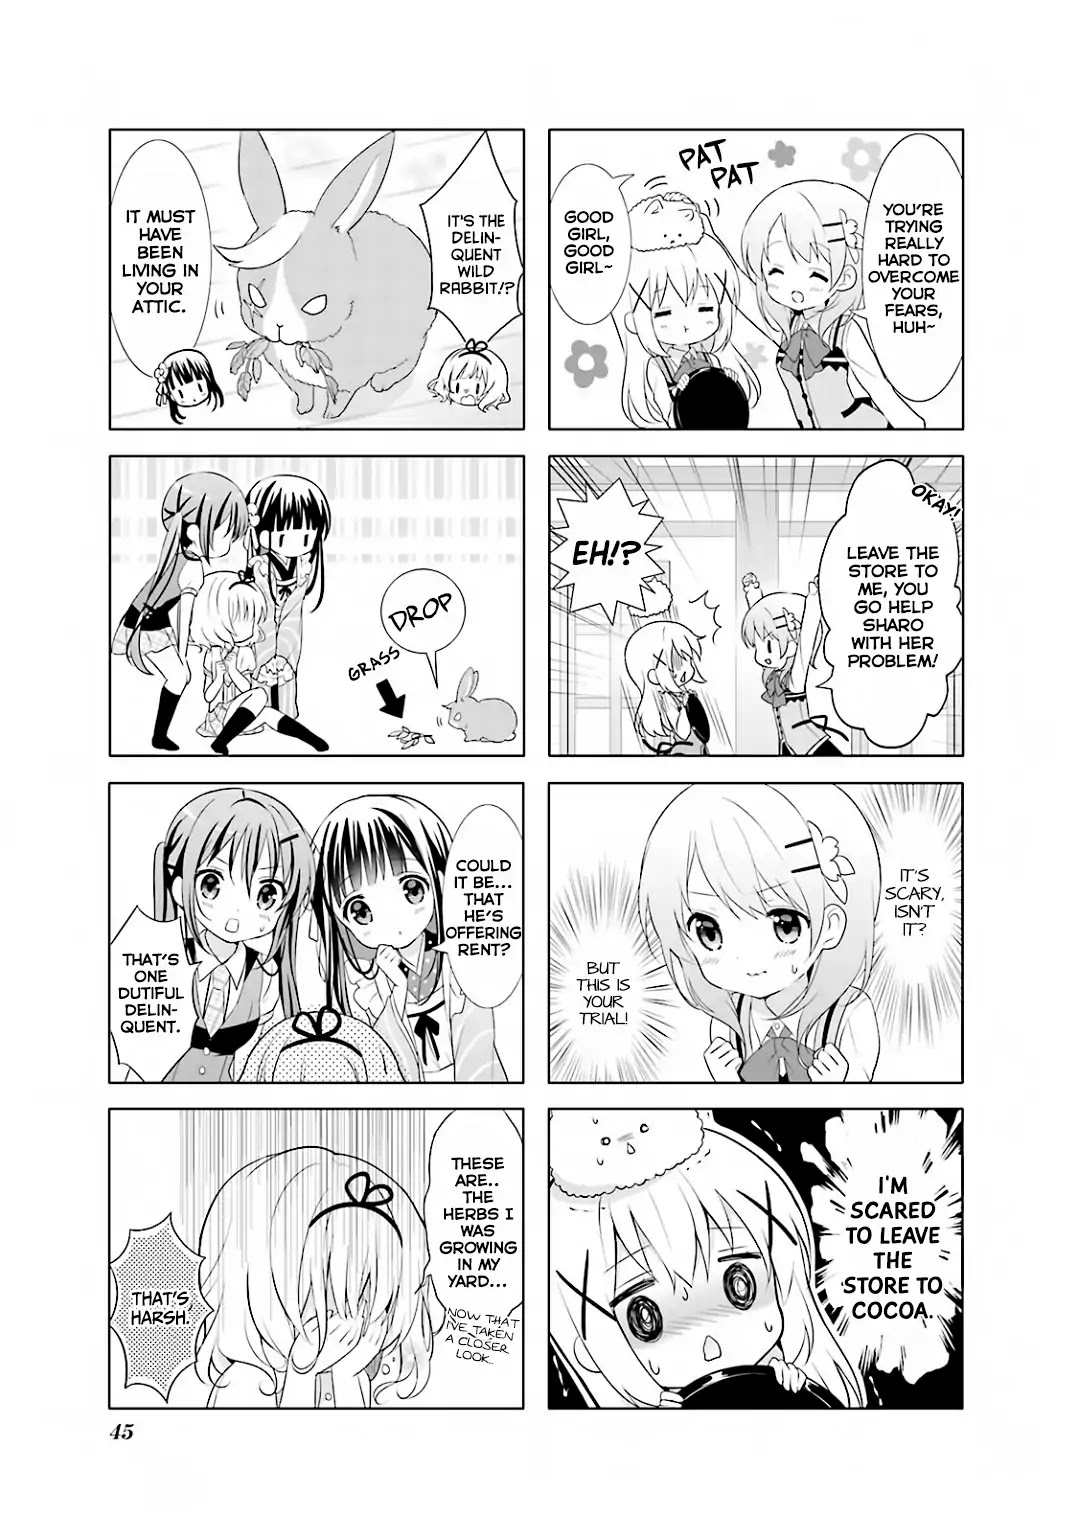 YOU'RE
TRYING
REALLY
HARD TO
OVERCOME
YOUR
FEARS,
HUH~
PAT
PAT
GOOD
GIRL,
GOOD
GIRL~
OKAY!
LEAVE THE
STORE TO
ME, YOU
GO HELP
SHARO
WITH HER
PROBLEM!
EH!?
IT'S
SCARY,
ISN'T
IT?
BUT
THIS IS
YOUR
TRIAL!
I'M
SCARED
TO LEAVE
THE
STORE TO
COCOA.
IT'S THE
DELIN-
QUENT
WILD
RABBIT!?
IT MUST
HAVE
BEEN
LIVING IN
YOUR
ATTIC.
DROP
GRASS
COULD
IT BE...
THAT
HE'S
OFFERING
RENT?
THAT'S
ONE
DUTIFUL
DELIN-
QUENT.
THESE
ARE..
THE
HERBS I
WAS
GROWING
IN MY
YARD...
NOW THAT
I'VE TAKEN
A CLOSER
LOOK..
THAT'S
HARSH.
45